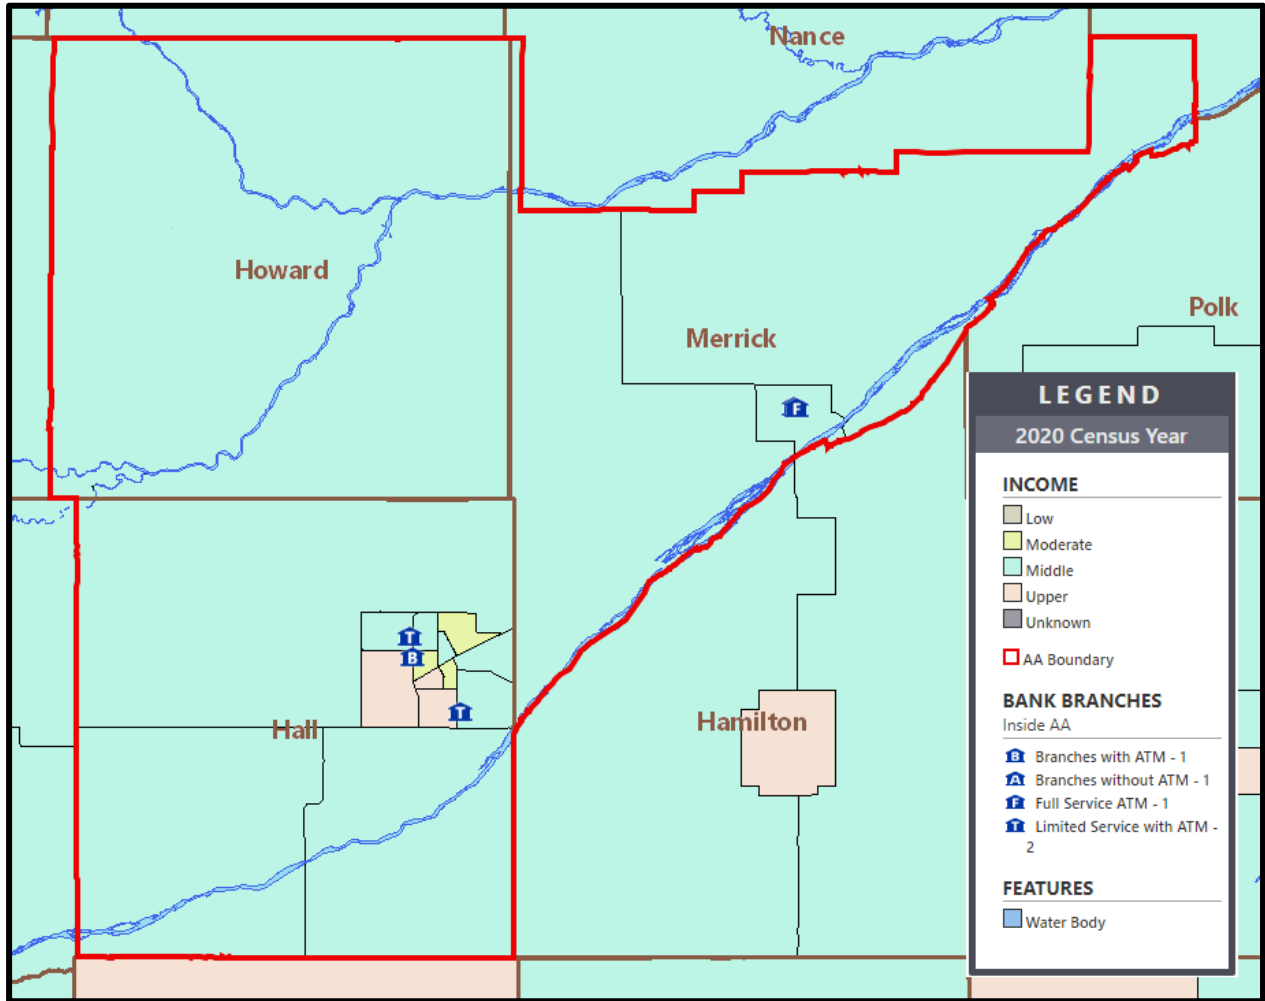 Nance
Howard
Merrick
Polk
F
T
B
T
Hall
Hamilton
LEGEND
2020 Census Year
INCOME
Low
Moderate
Middle
Upper
Unknown
AA Boundary
BANK BRANCHES
Inside AA
B Branches with ATM - 1
A Branches without ATM - 1
F Full Service ATM - 1
T Limited Service with ATM -
2
FEATURES
Water Body